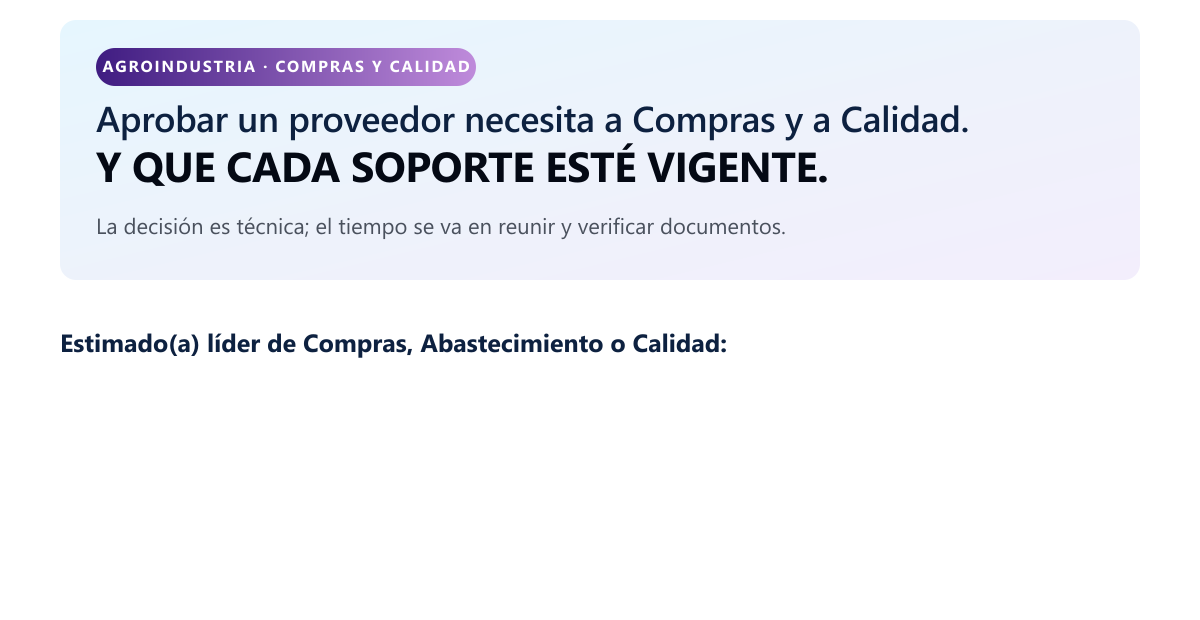 AGROINDUSTRIA · COMPRAS Y CALIDAD
Aprobar un proveedor necesita a Compras y a Calidad.
Y QUE CADA SOPORTE ESTÉ VIGENTE.
La decisión es técnica; el tiempo se va en reunir y verificar documentos.
Estimado(a) líder de Compras, Abastecimiento o Calidad: